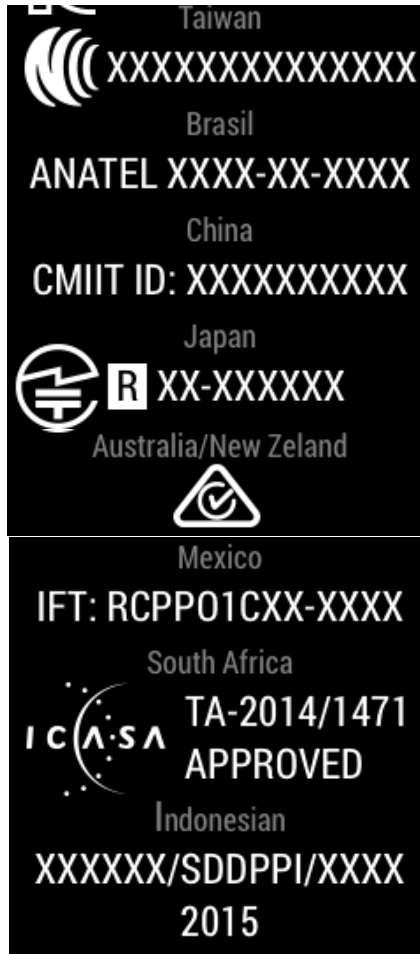 Taiwan
XXXXXXXXXXXXXX
Brasil
ANATEL XXXX-XX-XXXX
China
CMIIT ID: XXXXXXXXXX
Japan
R XX-XXXXXX
Australia/New Zeland
Mexico
IFT: RCPPO1CXX-XXXX
South Africa
ICASA TA-2014/1471
APPROVED
Indonesian
XXXXXX/SDDPPI/XXXX
2015